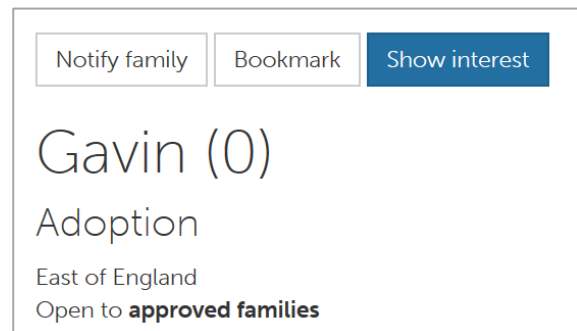 Notify family Bookmark Show interest
Gavin (0)
Adoption
East of England
Open to approved families